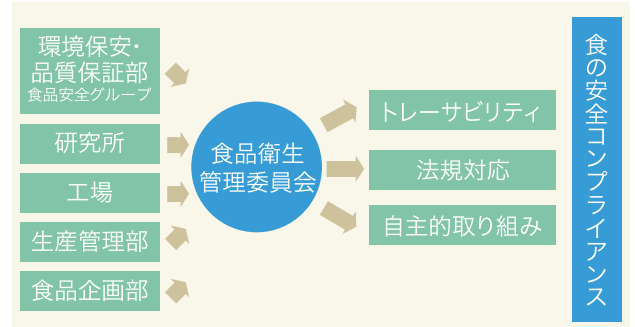 環境保安・
品質保証部
食品安全グループ
研究所
工場
生産管理部
食品企画部
食品衛生
管理委員会
トレーサビリティ
法規対応
自主的取り組み
食の安全コンプライアンス